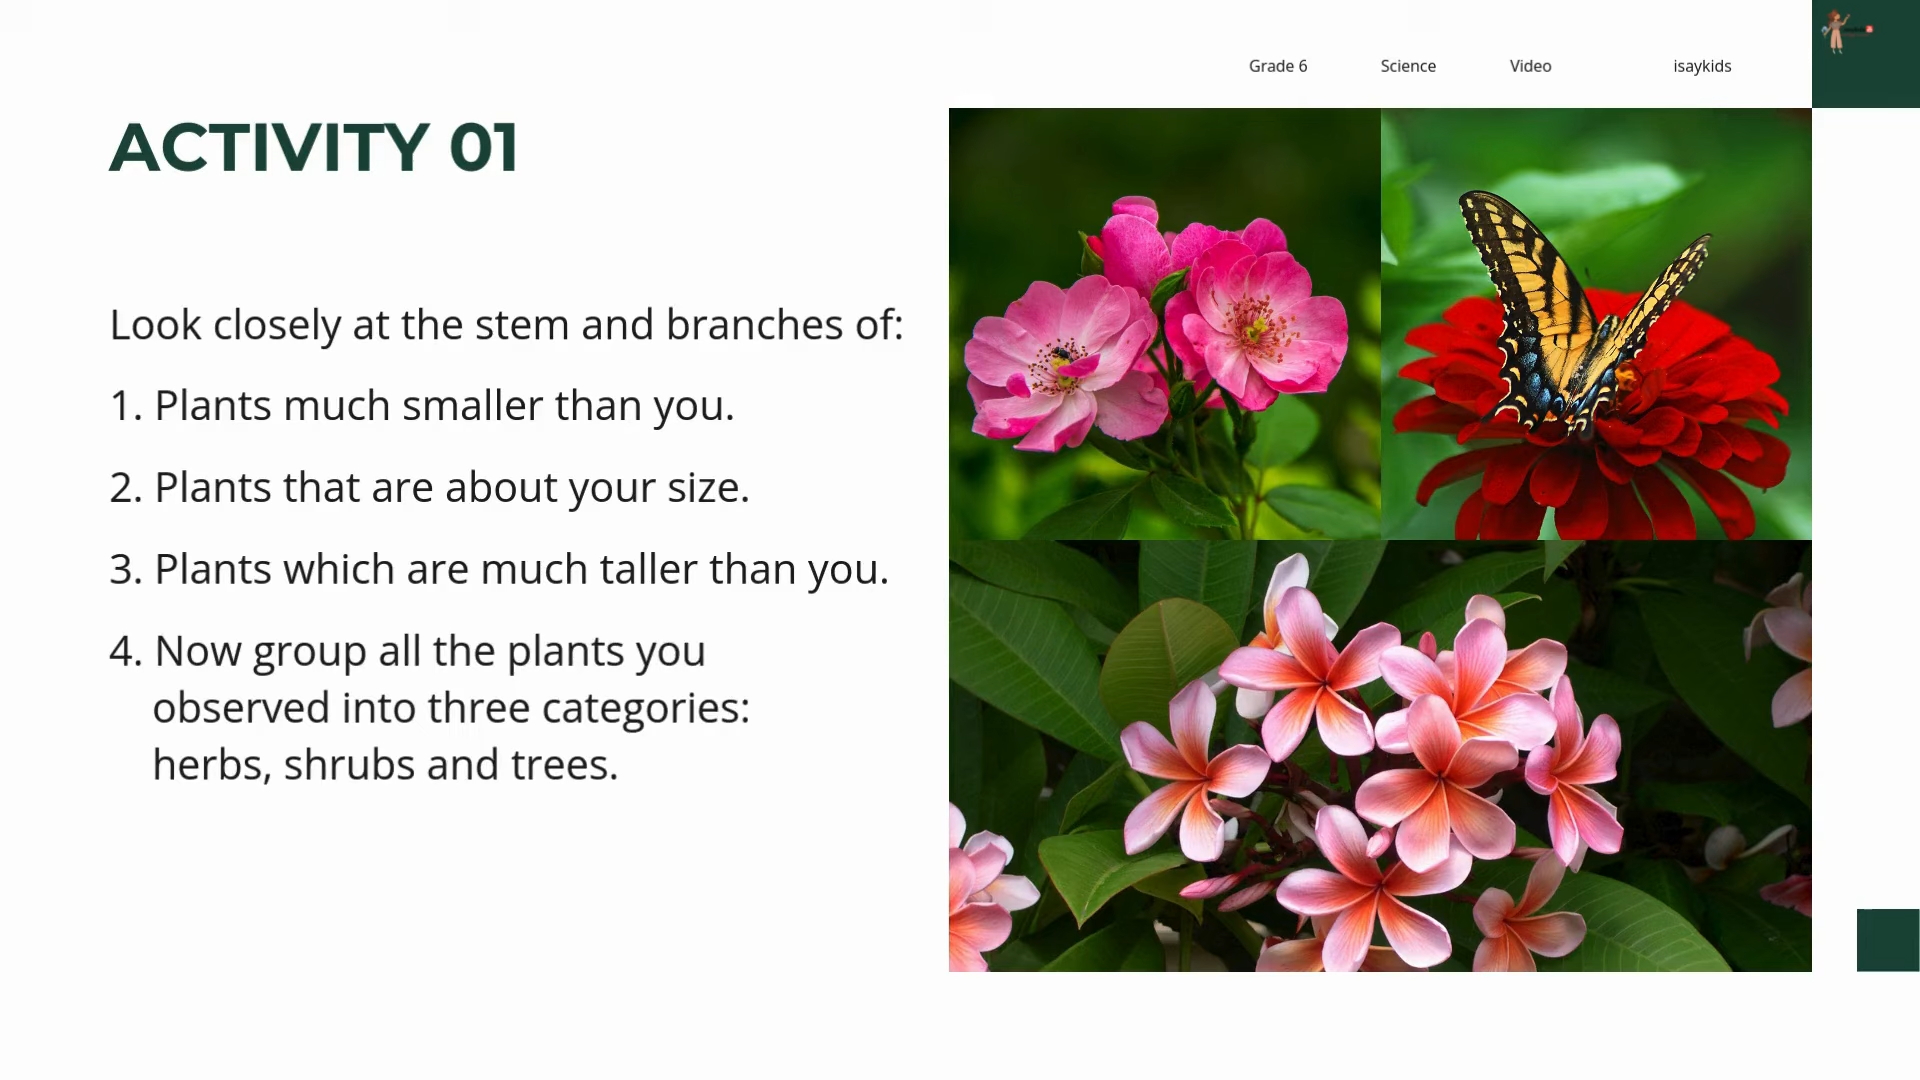 Grade 6 Science Video isaykids
ACTIVITY 01
Look closely at the stem and branches of:
1. Plants much smaller than you.
2. Plants that are about your size.
3. Plants which are much taller than you.
4. Now group all the plants you
observed into three categories:
herbs, shrubs and trees.